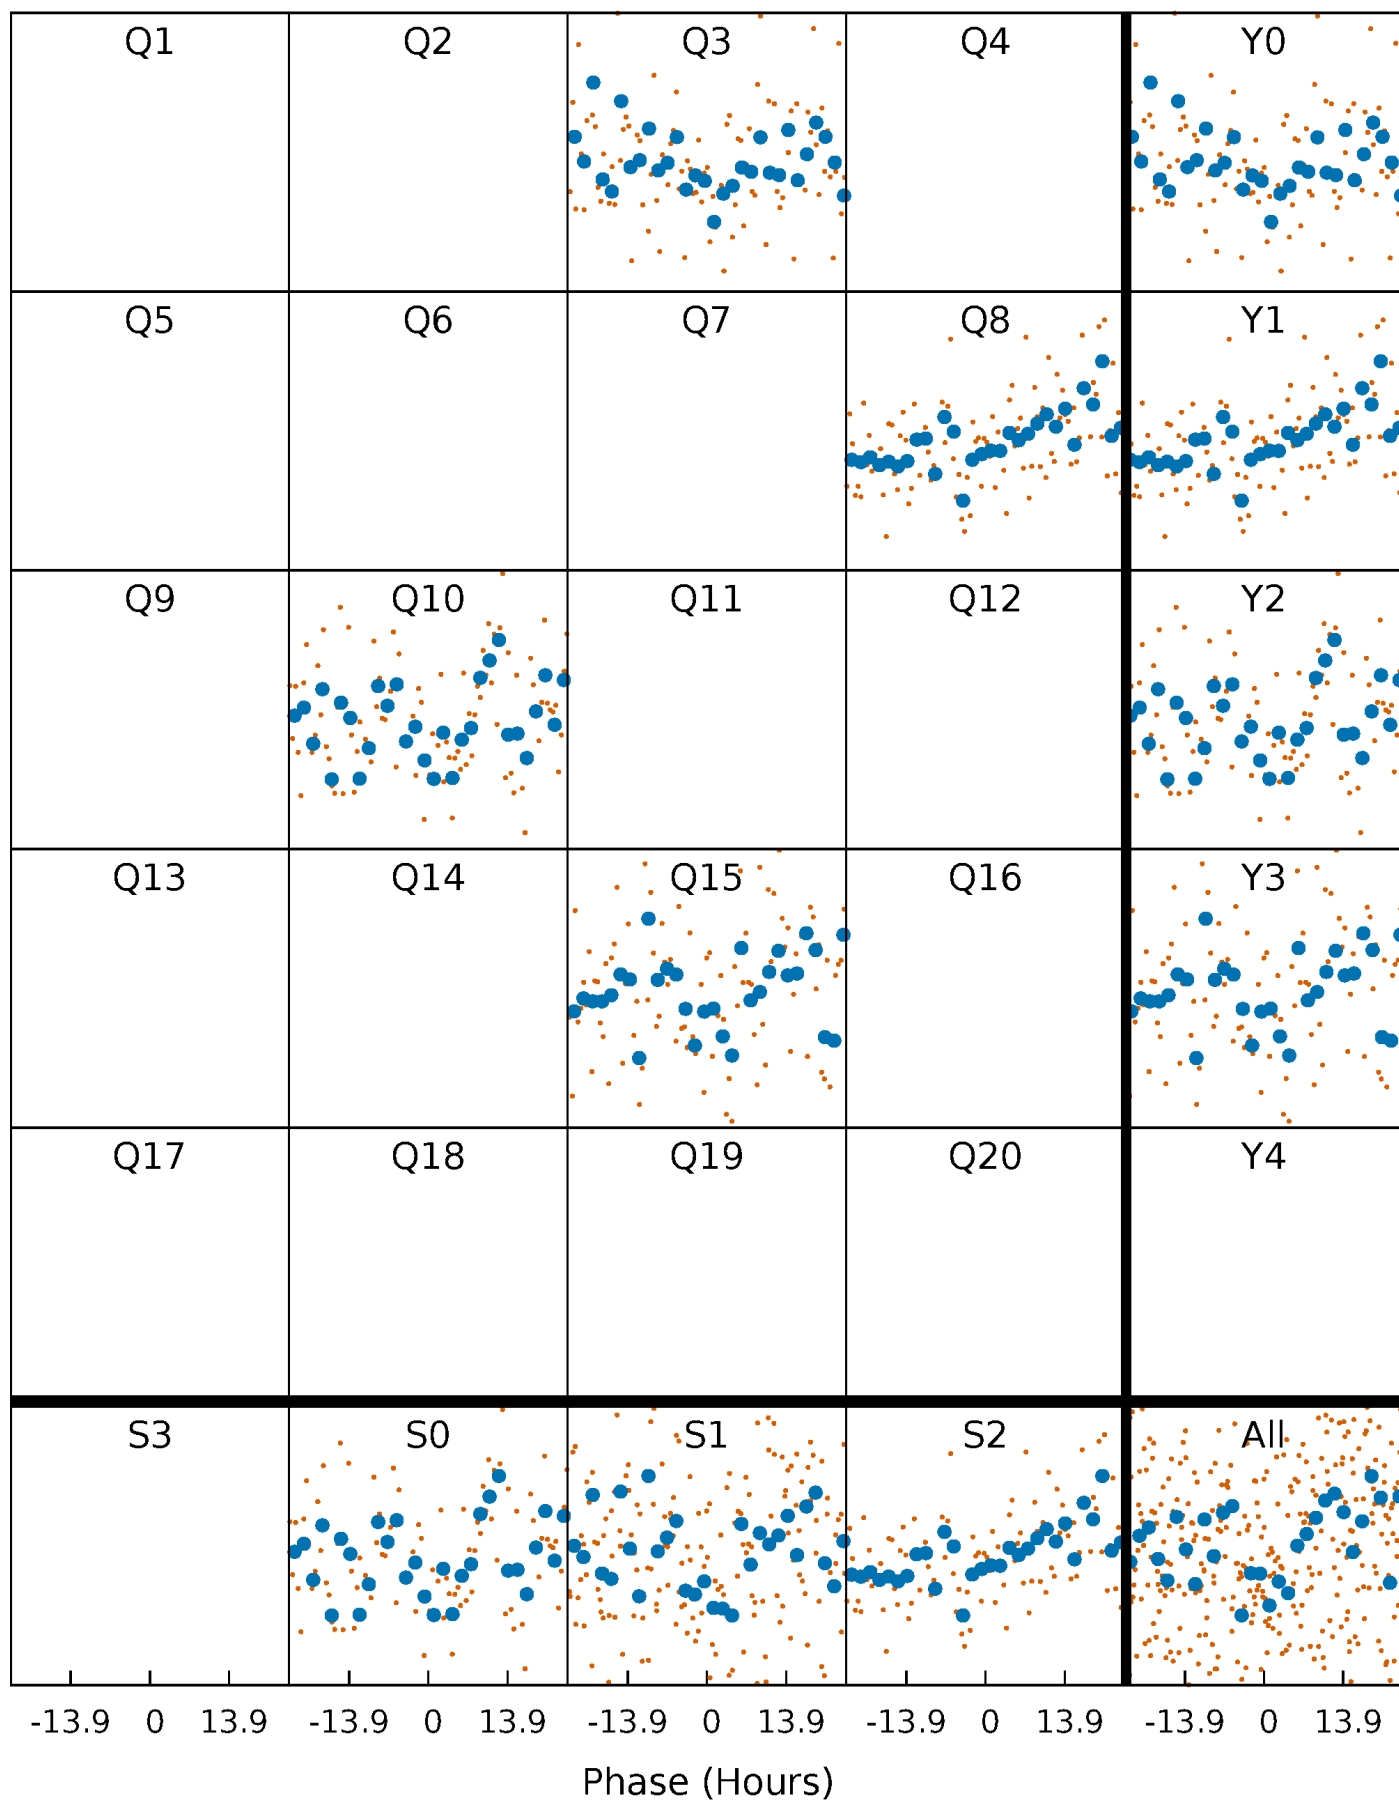 Q1 Q2 Q3 Q4 Y0
Q5 Q6 Q7 Q8 Y1
Q9 Q10 Q11 Q12 Y2
Q13 Q14 Q15 Q16 Y3
Q17 Q18 Q19 Q20 Y4
S3 S0 S1 S2 All
-13.9 0 13.9 -13.9 0 13.9 -13.9 0 13.9 -13.9 0 13.9 -13.9 0 13.9
Phase (Hours)